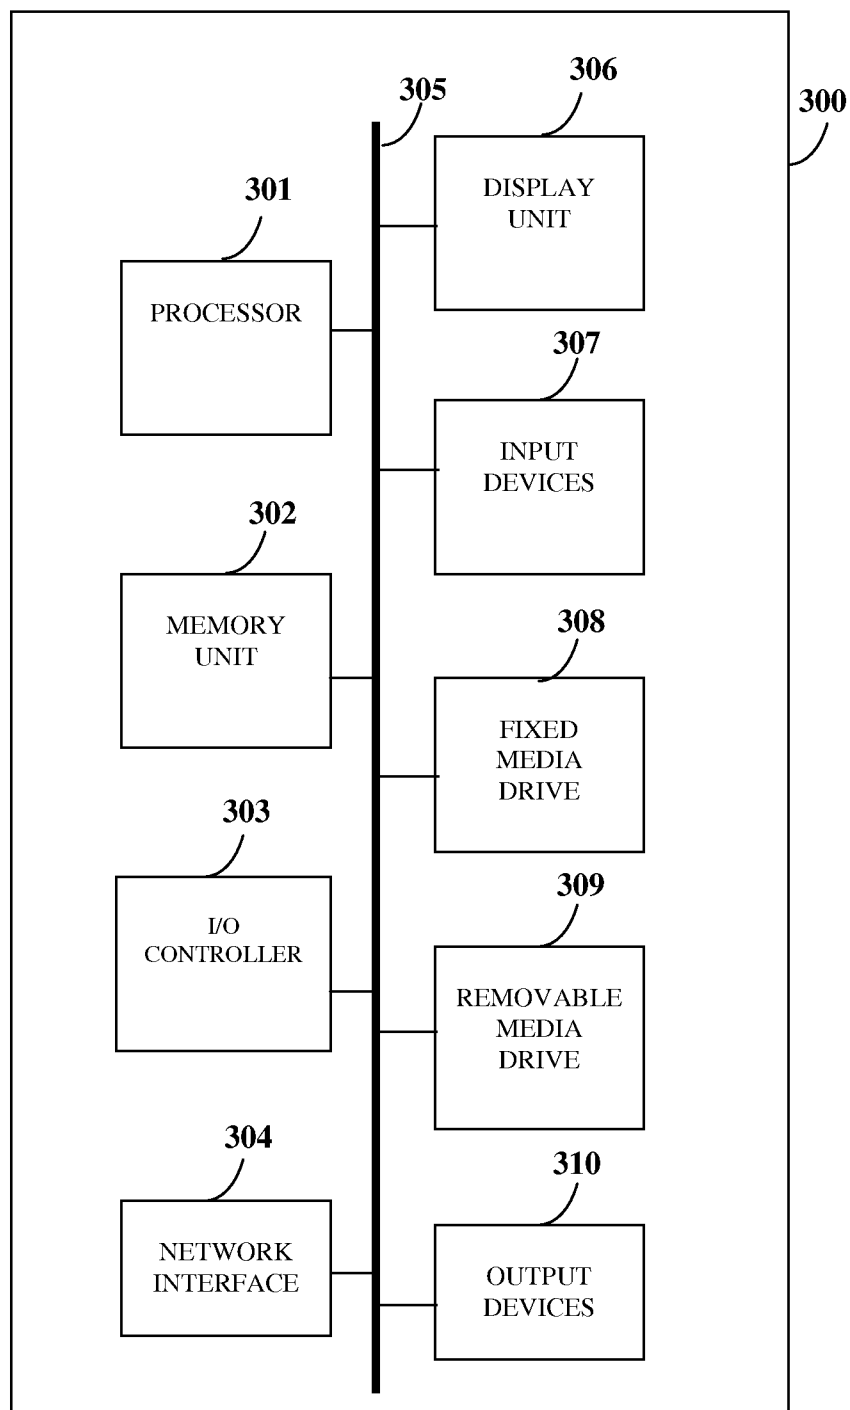 300
305
301
PROCESSOR
302
MEMORY
UNIT
303
I/O
CONTROLLER
304
NETWORK
INTERFACE
306
DISPLAY
UNIT
307
INPUT
DEVICES
308
FIXED
MEDIA
DRIVE
309
REMOVABLE
MEDIA
DRIVE
310
OUTPUT
DEVICES